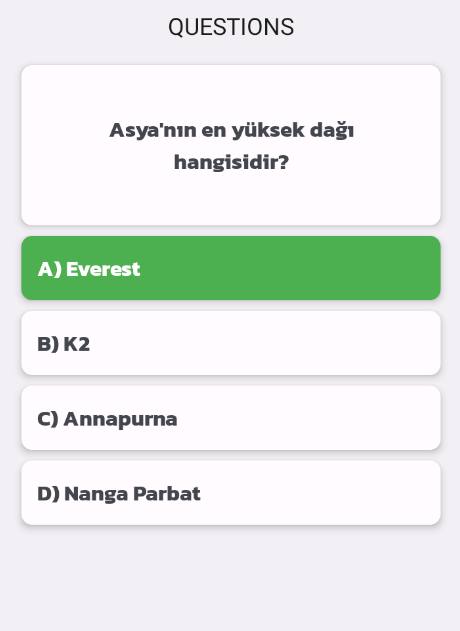 QUESTIONS
Asya'nın en yüksek dağı
hangisidir?
A) Everest
B) K2
C) Annapurna
D) Nanga Parbat